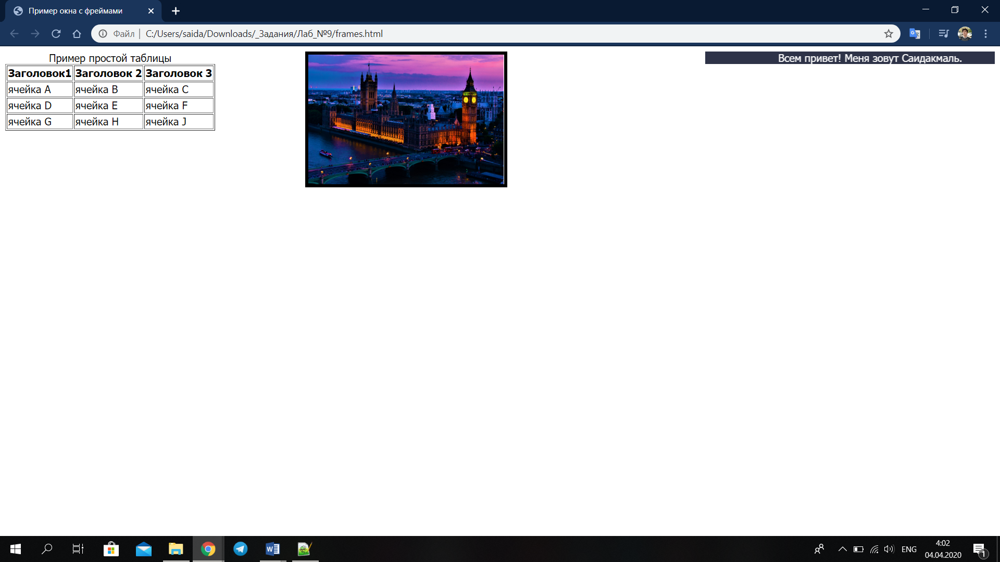 Пример окна с фреймами
Файл | C:/Users/saida/Downloads/_Задания/Лаб_№9/frames.html
Пример простой таблицы
Заголовок1 Заголовок 2 Заголовок 3
ячейка A ячейка B ячейка C
ячейка D ячейка E ячейка F
ячейка G ячейка H ячейка J
Всем привет! Меня зовут Саидакмаль.
ENG
4:02
04.04.2020
1